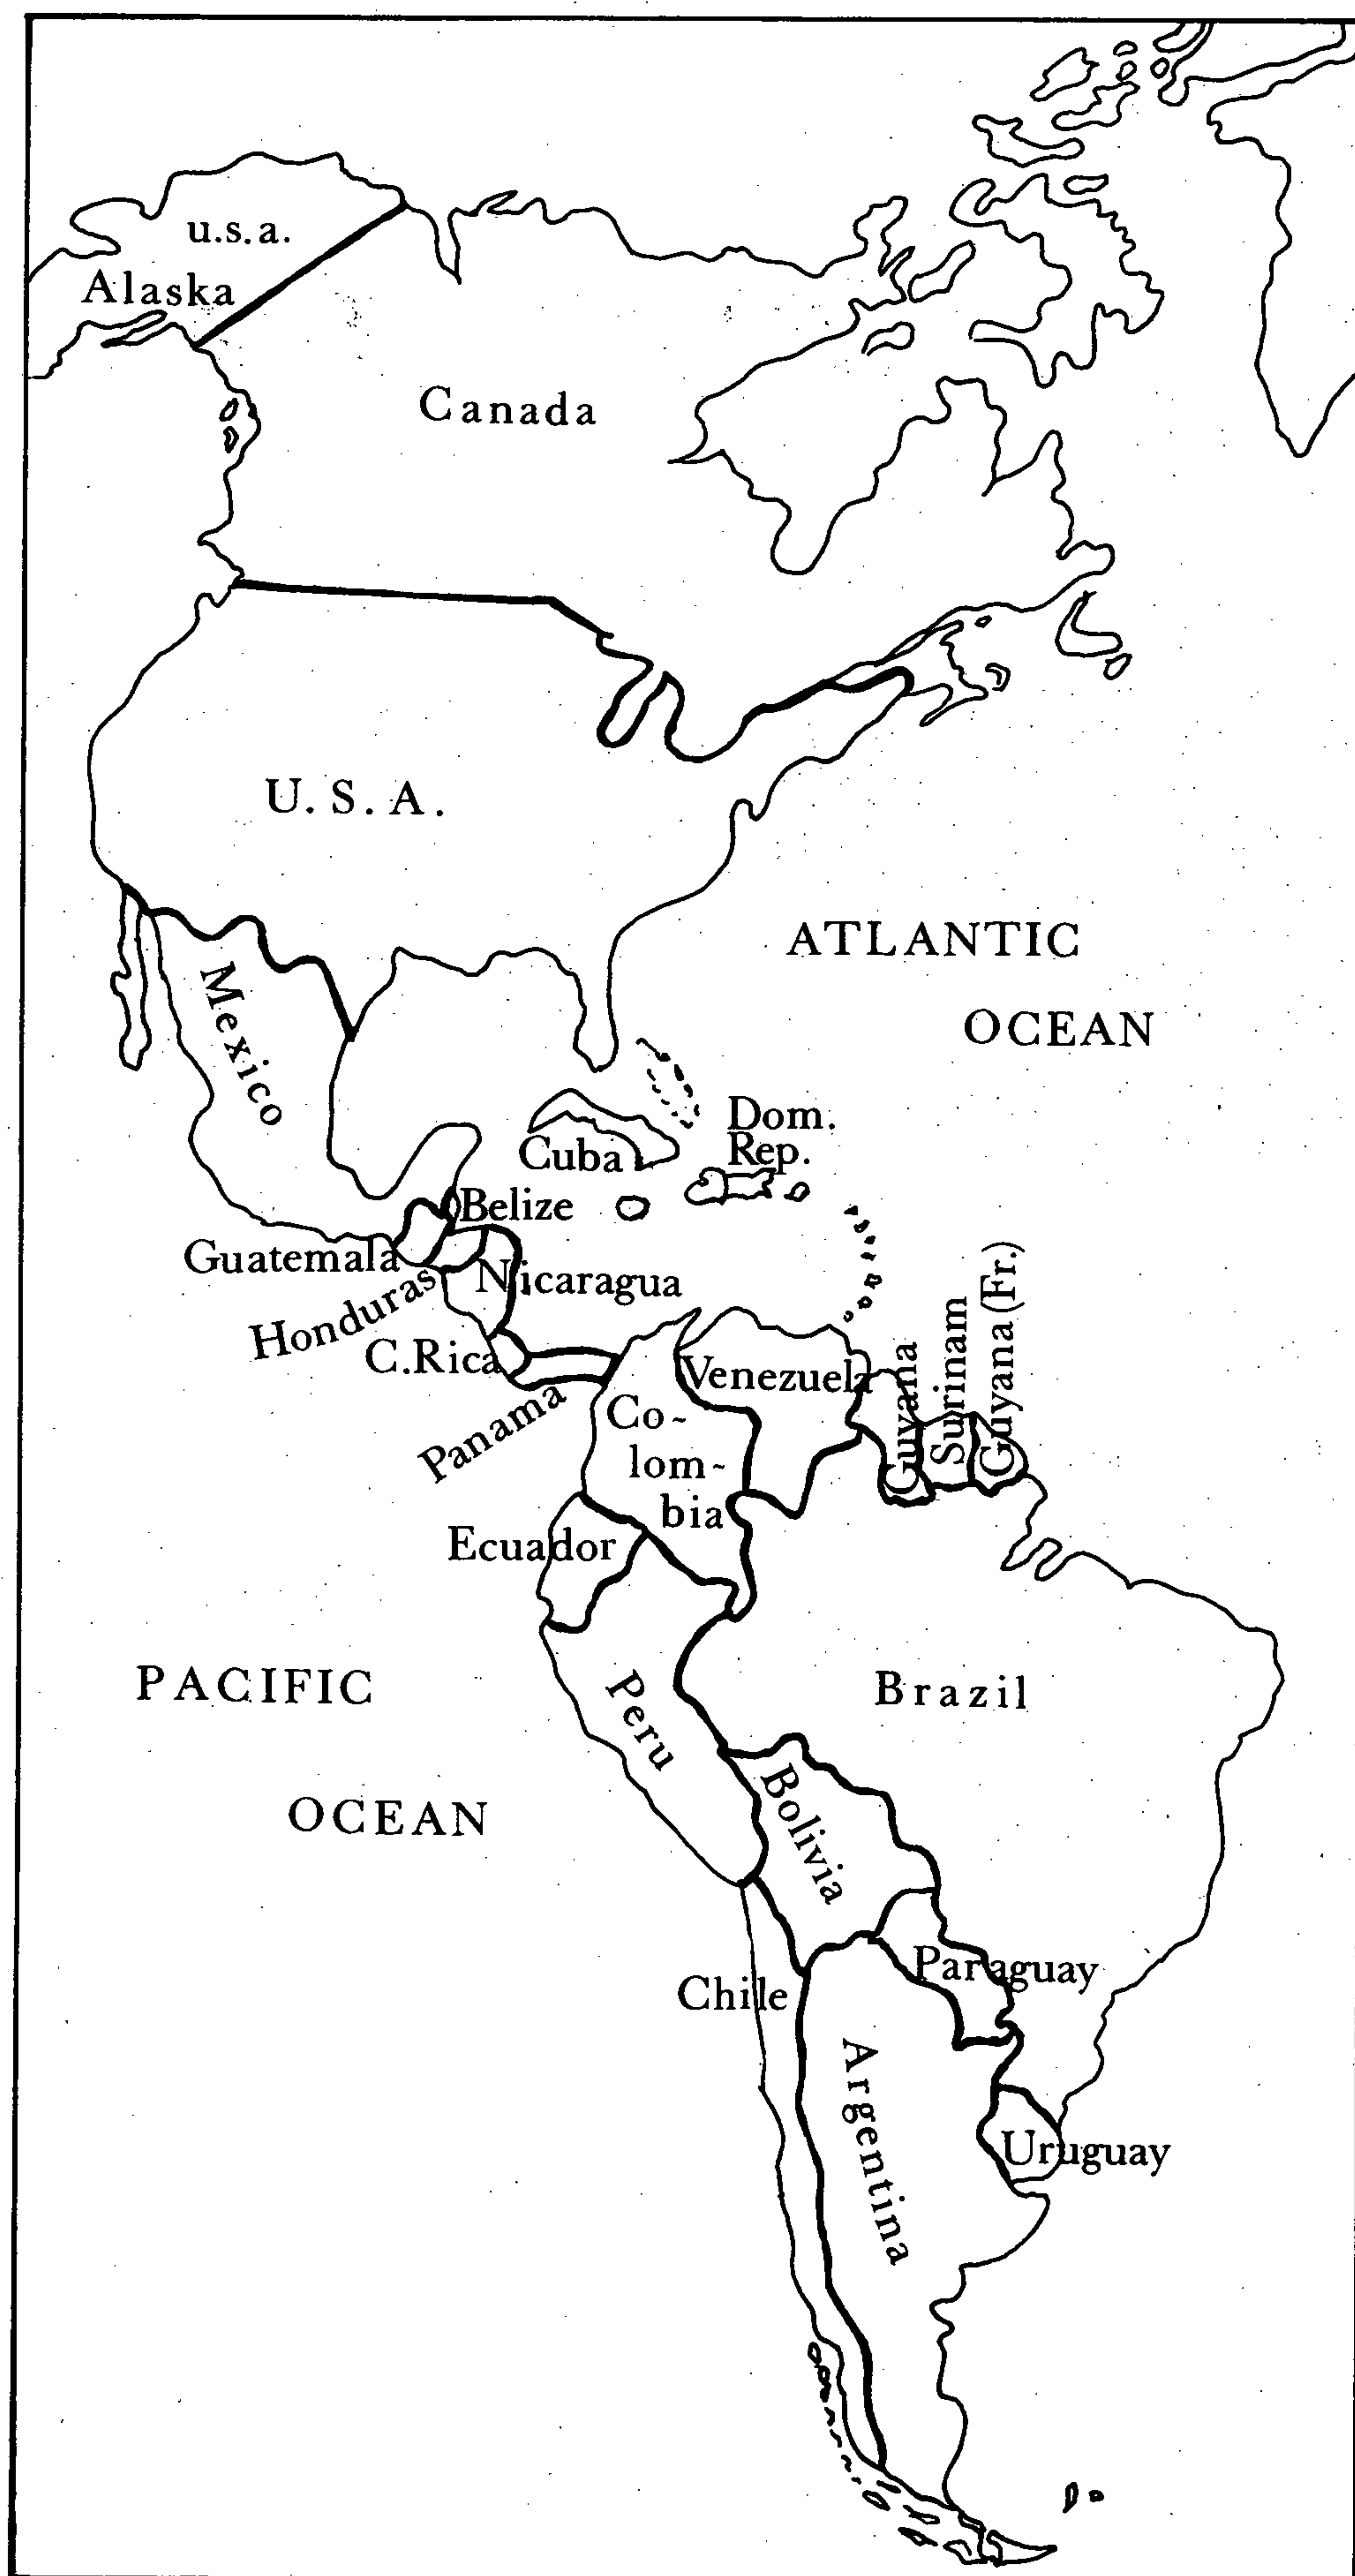 u.s.a.
Alaska
Canada
U.S.A.
ATLANTIC
OCEAN
Mexico
Dom.
Rep.
Cuba
Belize
Guatemala
Honduras
Nicaragua
C.Rica
Panama
Venezuela
Guyana
Surinam
Guyana (Fr.)
Co-
lom-
bia
Ecuador
PACIFIC
OCEAN
Peru
Brazil
Bolivia
Paraguay
Chile
Argentina
Uruguay